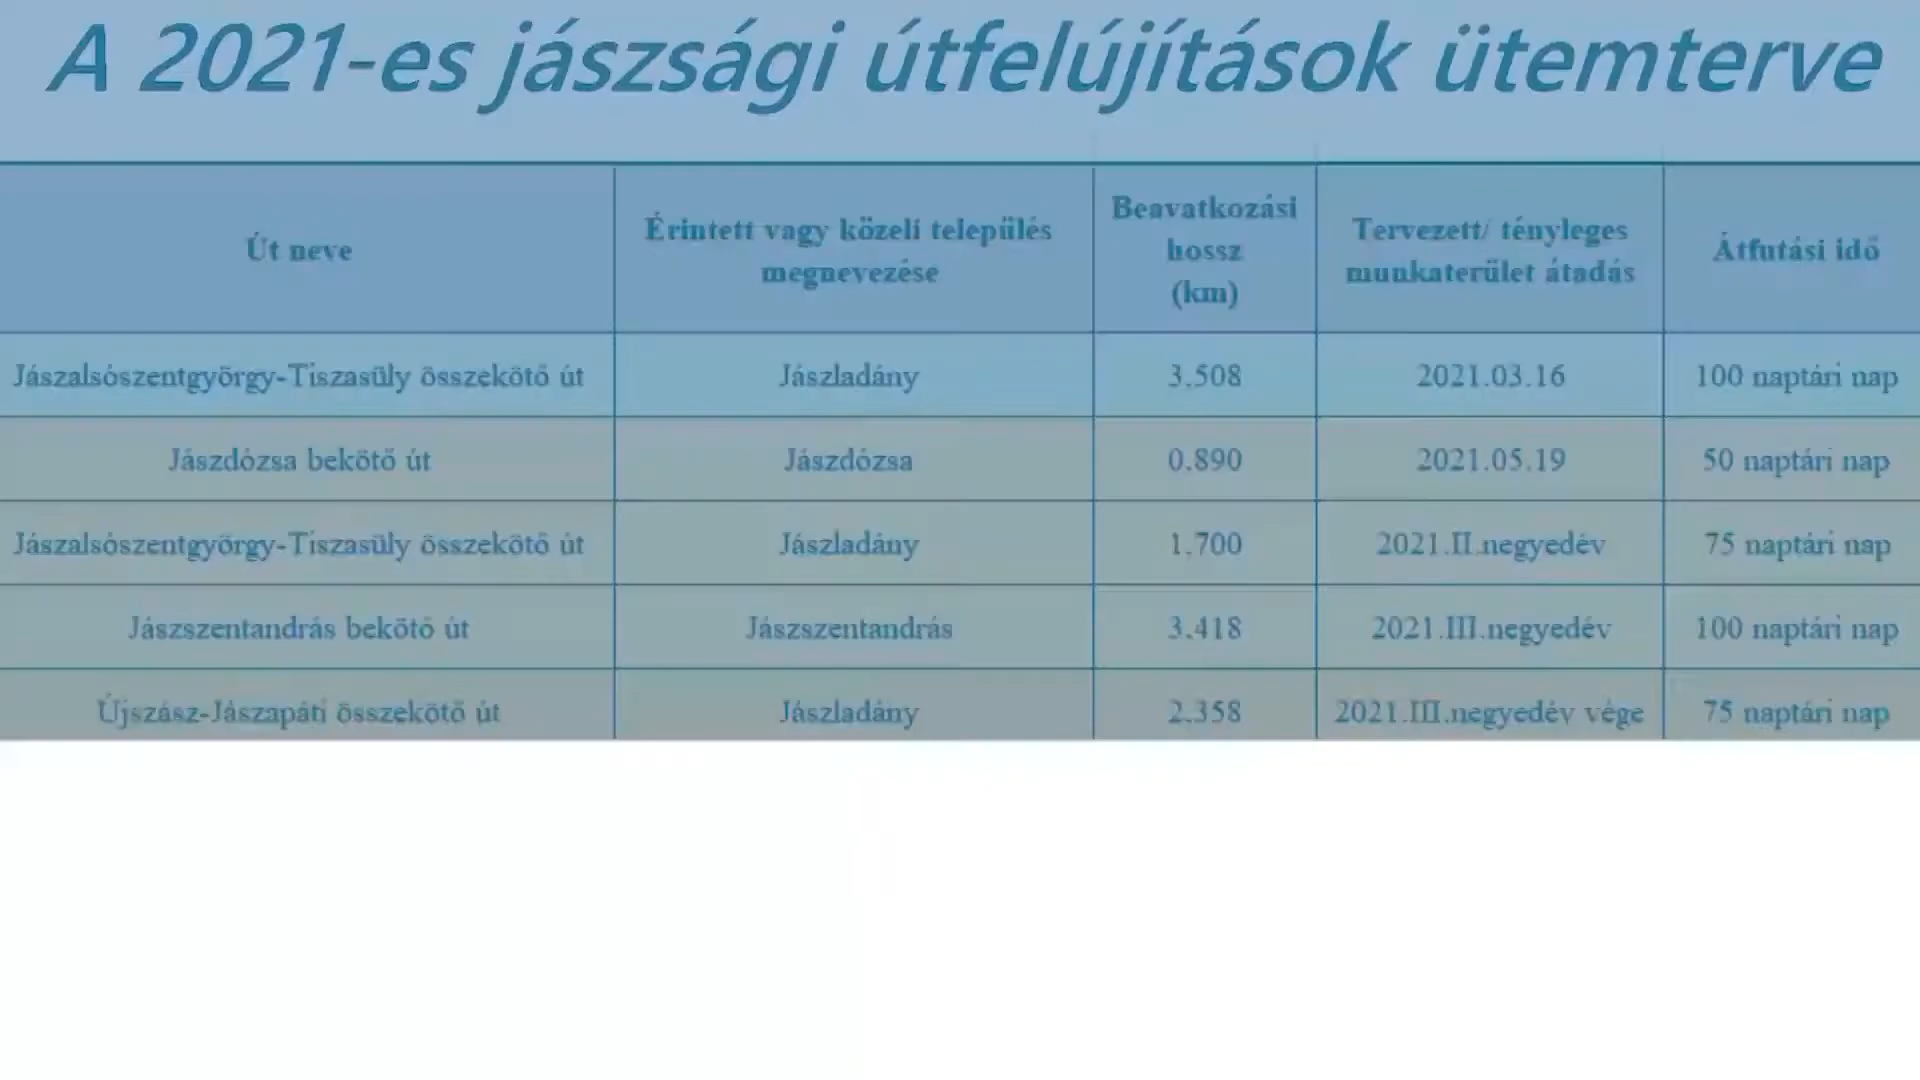 A 2021-es jászsági útfelújítások ütemterve
Út neve
Érintett vagy közeli település
megnevezése
Beavatkozási
hossz
(km)
Tervezett/ tényleges
munkaterület átadás
Átfutási idő
Jászalsószentgyörgy-Tiszasüly összekötő út
Jászladány
3.508
2021.03.16
100 naptári nap
Jászdózsa bekötő út
Jászdózsa
0.890
2021.05.19
50 naptári nap
Jászalsószentgyörgy-Tiszasüly összekötő út
Jászladány
1.700
2021.II.negyedév
75 naptári nap
Jászszentandrás bekötő út
Jászszentandrás
3.418
2021.III.negyedév
100 naptári nap
Újszász-Jászapáti összekötő út
Jászladány
2.358
2021.III.negyedév vége
75 naptári nap